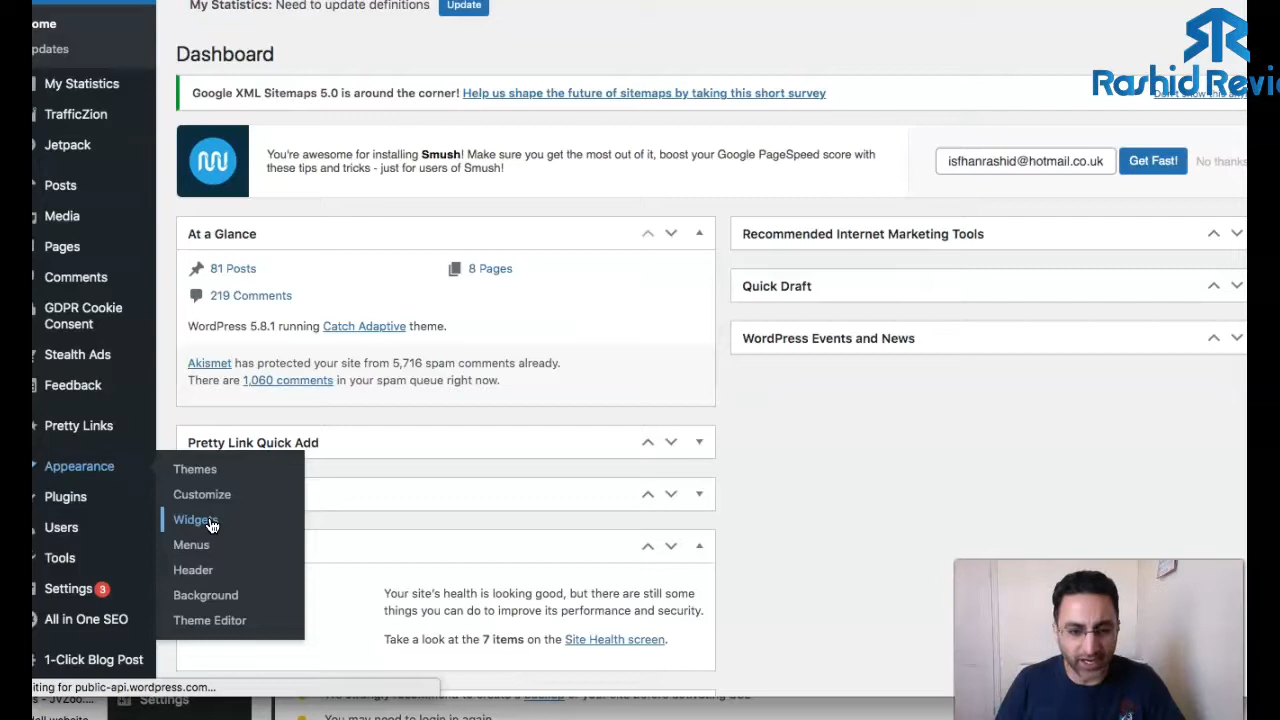 My Statistics: Need to update definitions Update
ome
pdates
Dashboard
Rashid Revi
My Statistics
Google XML Sitemaps 5.0 is around the corner! Help us shape the future of sitemaps by taking this short survey
TrafficZion
Jetpack
You're awesome for installing Smush! Make sure you get the most out of it, boost your Google PageSpeed score with
these tips and tricks - just for users of Smush!
isfhanrashid@hotmail.co.uk Get Fast! No thanks
Posts
Media
Pages
Comments
GDPR Cookie
Consent
Stealth Ads
Feedback
Pretty Links
Appearance
Plugins
Users
Tools
Settings 3
All in One SEO
1-Click Blog Post
At a Glance
81 Posts 8 Pages
219 Comments
WordPress 5.8.1 running Catch Adaptive theme.
Akismet has protected your site from 5,716 spam comments already.
There are 1,060 comments in your spam queue right now.
Recommended Internet Marketing Tools
Quick Draft
WordPress Events and News
Pretty Link Quick Add
Themes
Customize
Widgets
Menus
Header
Background
Theme Editor
Your site's health is looking good, but there are still some
things you can do to improve its performance and security.
Take a look at the 7 items on the Site Health screen.
iting for public-api.wordpress.com...
Settings
You may need to login again